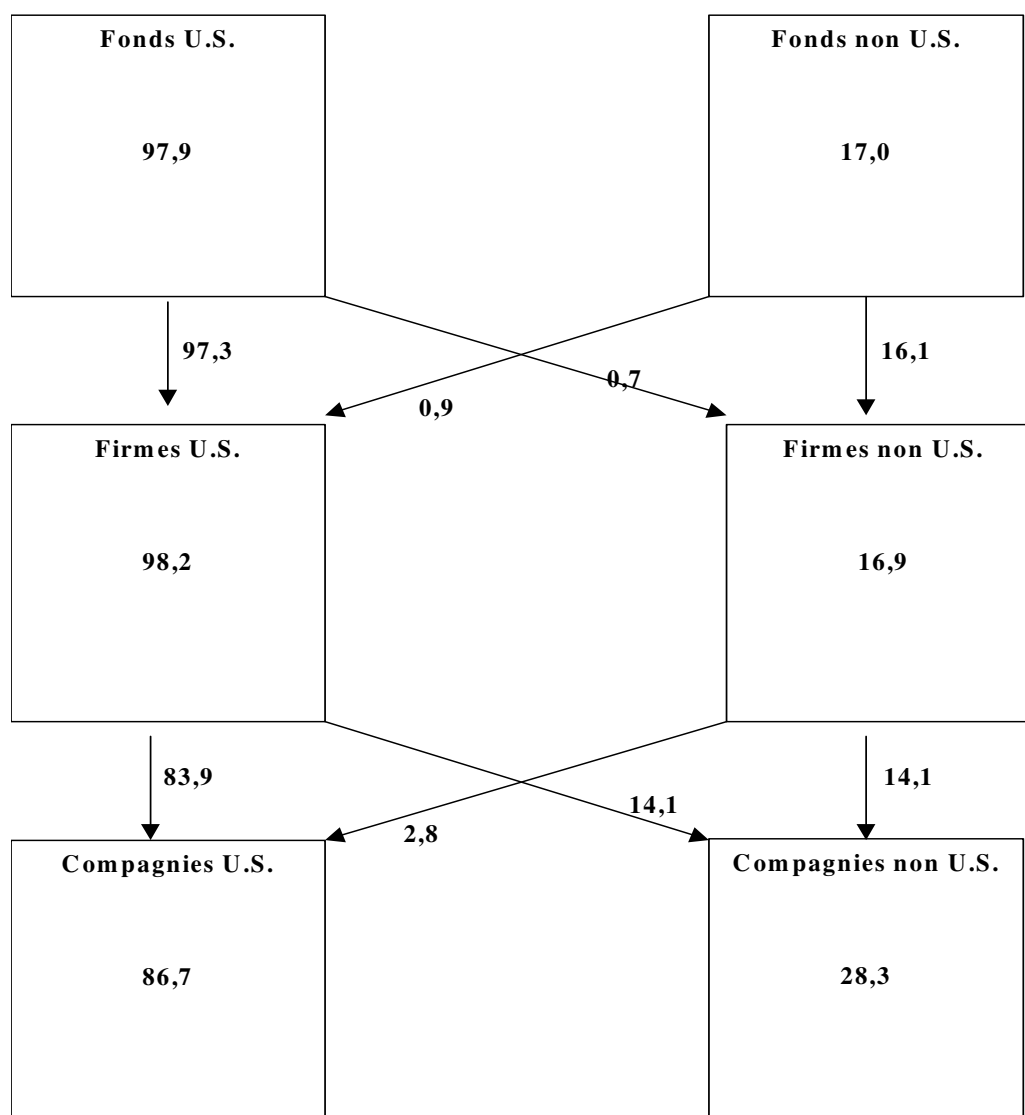 Fonds U.S.
Fonds non U.S.
97,9
17,0
97,3
16,1
0,7
0,9
Firmes U.S.
Firmes non U.S.
98,2
16,9
83,9
14,1
14,1
2,8
Compagnies U.S.
Compagnies non U.S.
86,7
28,3